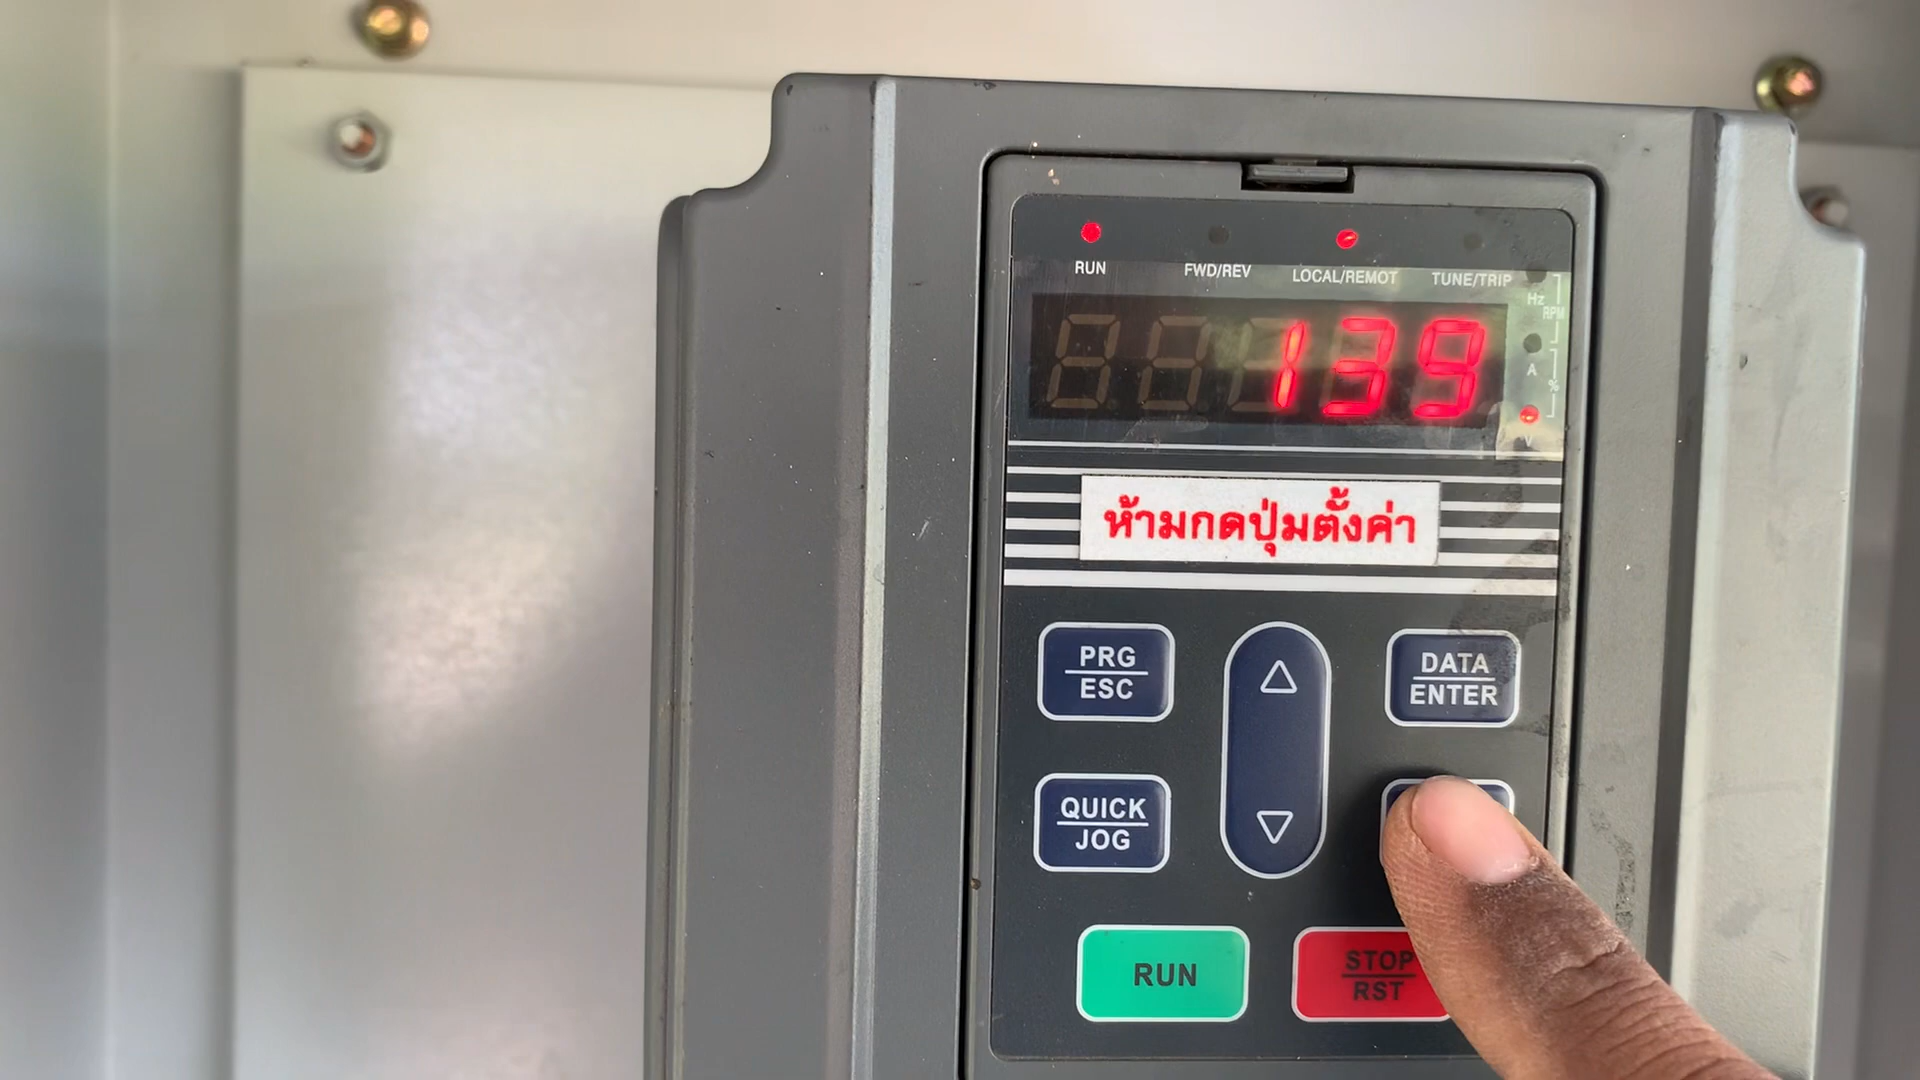 RUN FWD/REV LOCAL/REMOT TUNE/TRIP
Hz
RPM
139
A
%
V
ห้ามกดปุ่มตั้งค่า
PRG
ESC
DATA
ENTER
QUICK
JOG
RUN
STOP
RST